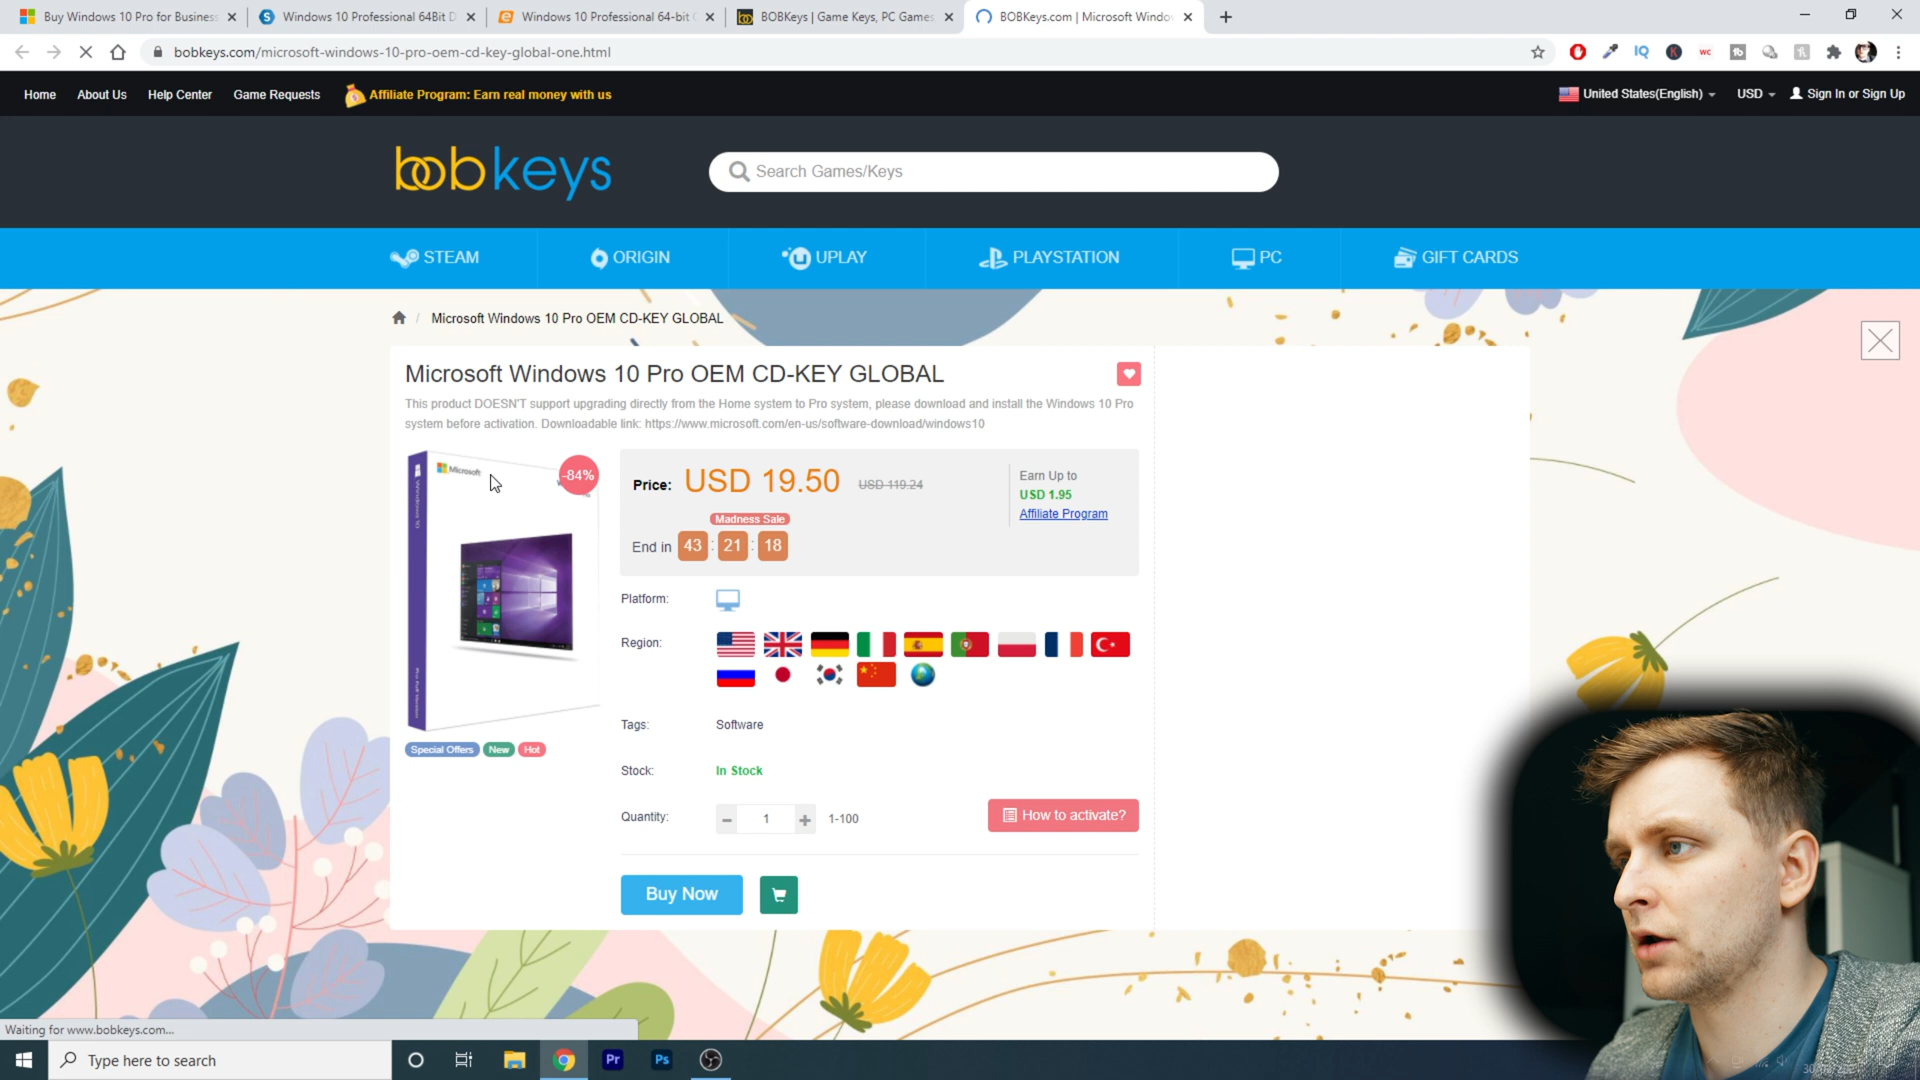 Buy Windows 10 Pro for Business
Windows 10 Professional 64Bit D
Windows 10 Professional 64-bit
BOBKeys | Game Keys, PC Games
BOBKeys.com | Microsoft Windo
bobkeys.com/microsoft-windows-10-pro-oem-cd-key-global-one.html
Home
About Us
Help Center
Game Requests
Affiliate Program: Earn real money with us
United States(English)
USD
Sign In or Sign Up
bobkeys
Search Games/Keys
STEAM
ORIGIN
UPLAY
PLAYSTATION
PC
GIFT CARDS
/ Microsoft Windows 10 Pro OEM CD-KEY GLOBAL
Microsoft Windows 10 Pro OEM CD-KEY GLOBAL
This product DOESN'T support upgrading directly from the Home system to Pro system, please download and install the Windows 10 Pro
system before activation. Downloadable link: https://www.microsoft.com/en-us/software-download/windows10
Microsoft
-84%
Special Offers
New
Hot
Price: USD 19.50 USD 119.24
Madness Sale
End in 43 : 21 : 18
Earn Up to
USD 1.95
Affiliate Program
Platform:
Region:
Tags: Software
Stock: In Stock
Quantity: − 1 + 1-100
How to activate?
Buy Now
Waiting for www.bobkeys.com...
Type here to search
Pr
Ps